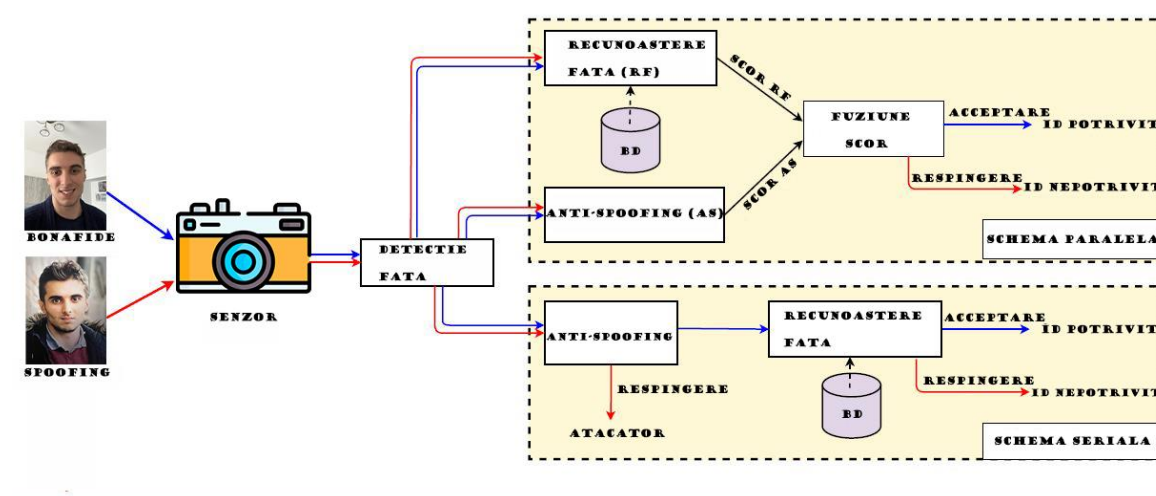 BONAFIDE
SPOOFING
SENZOR
DETECTIE
FATA
RECUNOASTERE
FATA (RF)
BD
ANTI-SPOOFING (AS)
SCOR RF
SCOR AS
FUZIUNE
SCOR
ACCEPTARE
ID POTRIVIT
RESPINGERE
ID NEPOTRIVIT
SCHEMA PARALELA
ANTI-SPOOFING
RESPINGERE
ATACATOR
RECUNOASTERE
FATA
BD
ACCEPTARE
ID POTRIVIT
RESPINGERE
ID NEPOTRIVIT
SCHEMA SERIALA